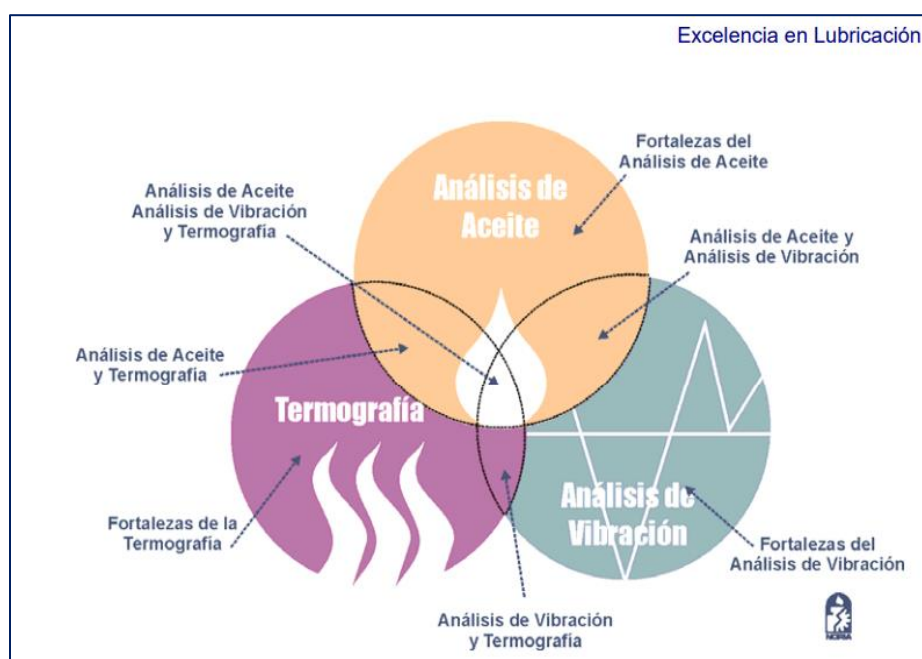 Excelencia en Lubricación
Fortalezas del
Análisis de Aceite
Análisis de
Aceite
Análisis de Aceite
Análisis de Vibración
y Termografía
Análisis de Aceite y
Análisis de Vibración
Análisis de Aceite
y Termografía
Termografía
Análisis de
Vibración
Fortalezas de la
Termografía
Fortalezas del
Análisis de Vibración
Análisis de Vibración
y Termografía
NORIA